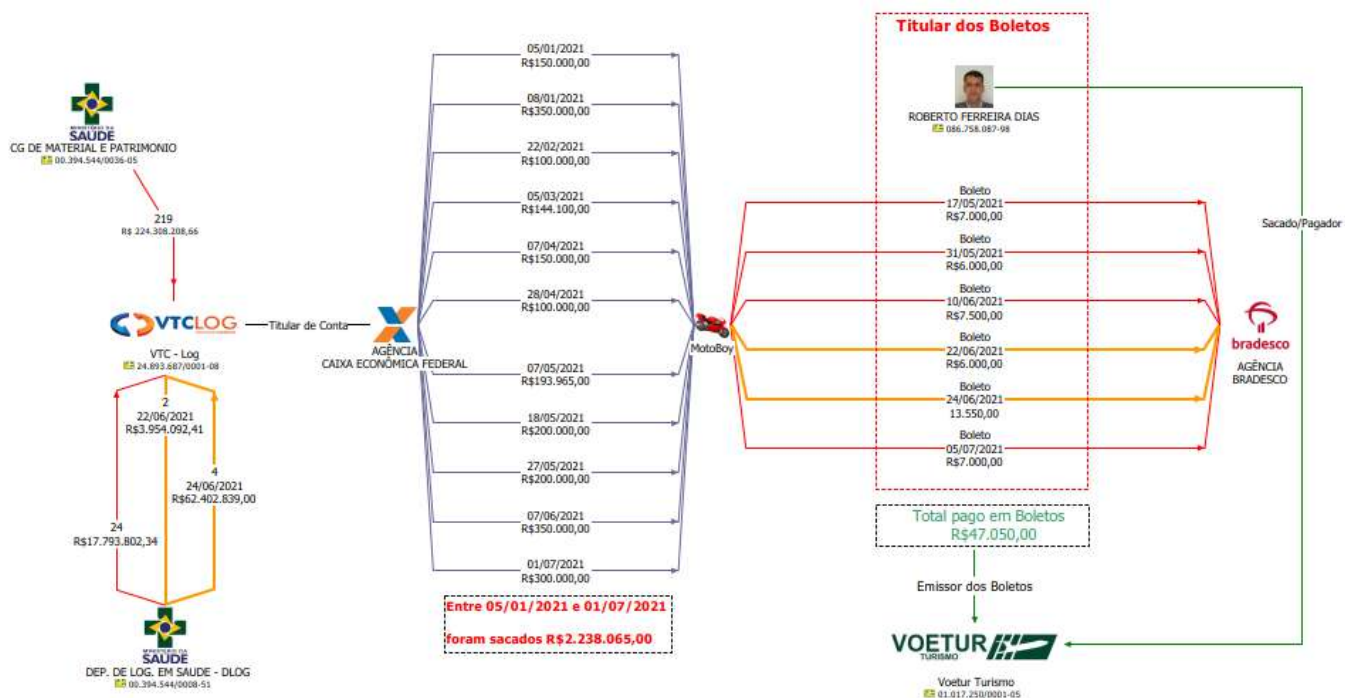 MINISTÉRIO DA
SAÚDE
CG DE MATERIAL E PATRIMONIO
00.394.544/0036-05
219
R$ 224.308.208,66
VTCLOG
VTC - Log
24.893.687/0001-08
2
22/06/2021
R$3.954.092,41
4
24/06/2021
R$62.402.839,00
24
R$17.793.802,34
MINISTÉRIO DA
SAÚDE
DEP. DE LOG. EM SAUDE - DLOG
00.394.544/0008-51
Titular de Conta
AGÊNCIA
CAIXA ECONÔMICA FEDERAL
05/01/2021
R$150.000,00
08/01/2021
R$350.000,00
22/02/2021
R$100.000,00
05/03/2021
R$144.100,00
07/04/2021
R$150.000,00
28/04/2021
R$100.000,00
07/05/2021
R$193.965,00
18/05/2021
R$200.000,00
27/05/2021
R$200.000,00
07/06/2021
R$350.000,00
01/07/2021
R$300.000,00
Entre 05/01/2021 e 01/07/2021
foram sacados R$2.238.065,00
MotoBoy
Titular dos Boletos
ROBERTO FERREIRA DIAS
086.758.087-98
Boleto
17/05/2021
R$7.000,00
Boleto
31/05/2021
R$6.000,00
Boleto
10/06/2021
R$7.500,00
Boleto
22/06/2021
R$6.000,00
Boleto
24/06/2021
13.550,00
Boleto
05/07/2021
R$7.000,00
Total pago em Boletos
R$47.050,00
Emissor dos Boletos
Sacado/Pagador
bradesco
AGÊNCIA
BRADESCO
VOETUR
TURISMO
Voetur Turismo
01.017.250/0001-05